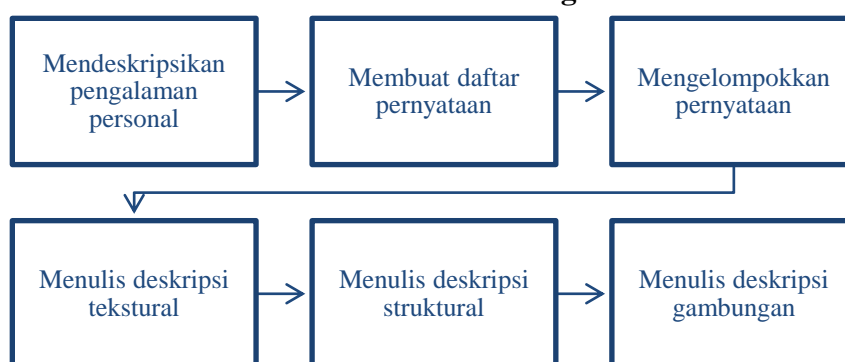 Mendeskripsikan
pengalaman
personal
Membuat daftar
pernyataan
Mengelompokkan
pernyataan
Menulis deskripsi
tekstural
Menulis deskripsi
struktural
Menulis deskripsi
gambungan